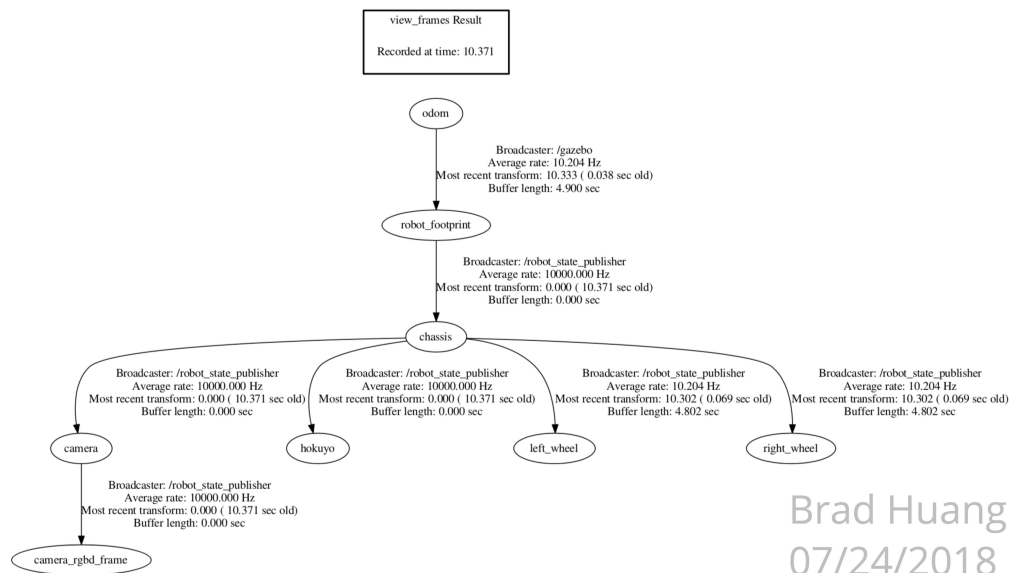 view_frames Result
Recorded at time: 10.371
odom
Broadcaster: /gazebo
Average rate: 10.204 Hz
Most recent transform: 10.333 ( 0.038 sec old)
Buffer length: 4.900 sec
robot_footprint
Broadcaster: /robot_state_publisher
Average rate: 10000.000 Hz
Most recent transform: 0.000 ( 10.371 sec old)
Buffer length: 0.000 sec
chassis
Broadcaster: /robot_state_publisher
Average rate: 10000.000 Hz
Most recent transform: 0.000 ( 10.371 sec old)
Buffer length: 0.000 sec
Broadcaster: /robot_state_publisher
Average rate: 10000.000 Hz
Most recent transform: 0.000 ( 10.371 sec old)
Buffer length: 0.000 sec
Broadcaster: /robot_state_publisher
Average rate: 10.204 Hz
Most recent transform: 10.302 ( 0.069 sec old)
Buffer length: 4.802 sec
Broadcaster: /robot_state_publisher
Average rate: 10.204 Hz
Most recent transform: 10.302 ( 0.069 sec old)
Buffer length: 4.802 sec
camera
hokuyo
left_wheel
right_wheel
Broadcaster: /robot_state_publisher
Average rate: 10000.000 Hz
Most recent transform: 0.000 ( 10.371 sec old)
Buffer length: 0.000 sec
camera_rgbd_frame
Brad Huang
07/24/2018